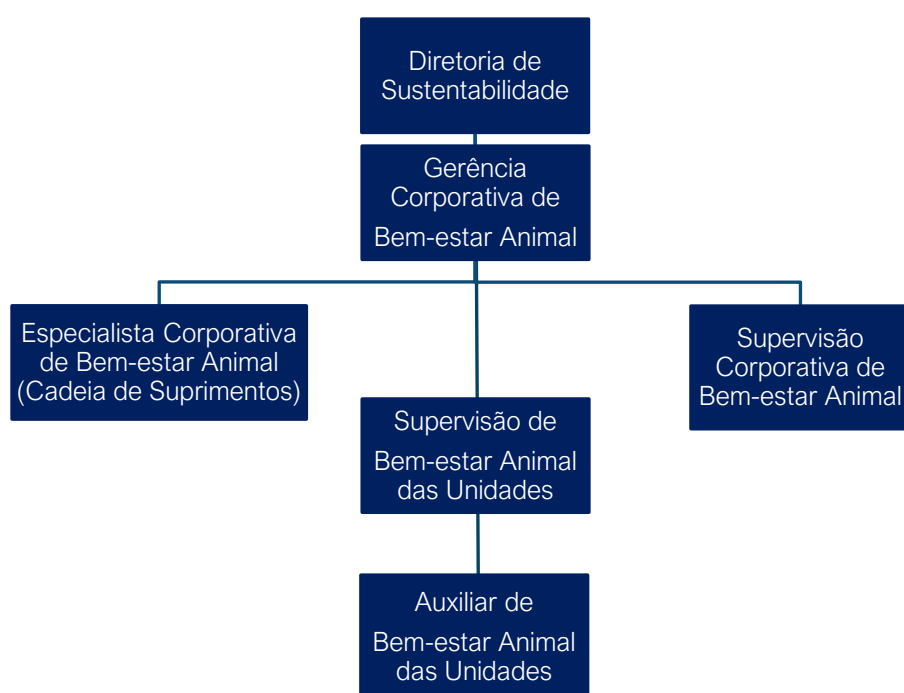 Diretoria de
Sustentabilidade
Gerência
Corporativa de
Bem-estar Animal
Especialista Corporativa
de Bem-estar Animal
(Cadeia de Suprimentos)
Supervisão
Corporativa de
Bem-estar Animal
Supervisão de
Bem-estar Animal
das Unidades
Auxiliar de
Bem-estar Animal
das Unidades